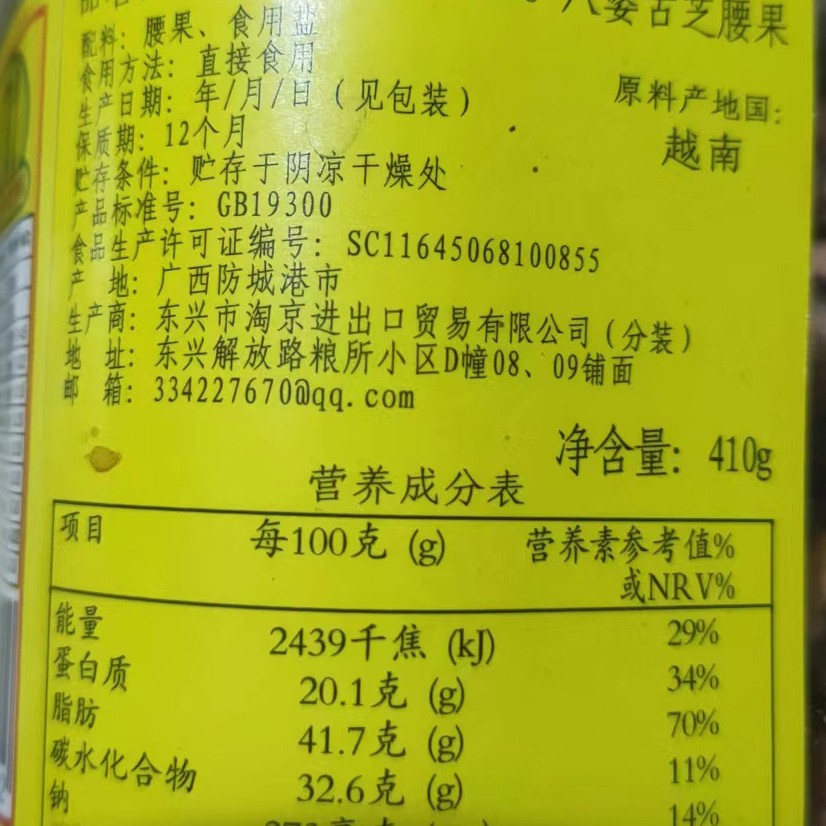 配料：腰果、食用盐
食用方法：直接食用
生产日期：年/月/日（见包装）
保质期：12个月
贮存条件：贮存于阴凉干燥处
产品标准号：GB19300
食品生产许可证编号：SC11645068100855
产　地：广西防城港市
生产商：东兴市淘京进出口贸易有限公司（分装）
地　址：东兴解放路粮所小区D幢08、09铺面
邮　箱：334227670@qq.com
八婆古芝腰果
原料产地国：
越南
净含量：410g
营养成分表
项目 每100克 (g) 营养素参考值%
或NRV%
能量 2439千焦 (kJ) 29%
蛋白质 20.1克 (g) 34%
脂肪 41.7克 (g) 70%
碳水化合物 32.6克 (g) 11%
钠 14%